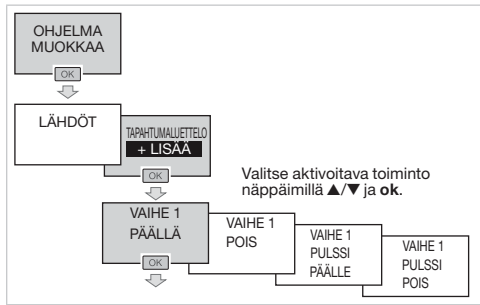 OHJELMA
MUOKKAA
OK
LÄHDÖT
TAPAHTUMALUETTELO
+ LISÄÄ
OK
Valitse aktivoitava toiminto
näppäimillä ▲/▼ ja ok.
VAIHE 1
PÄÄLLÄ
OK
VAIHE 1
POIS
VAIHE 1
PULSSI
PÄÄLLE
VAIHE 1
PULSSI
POIS